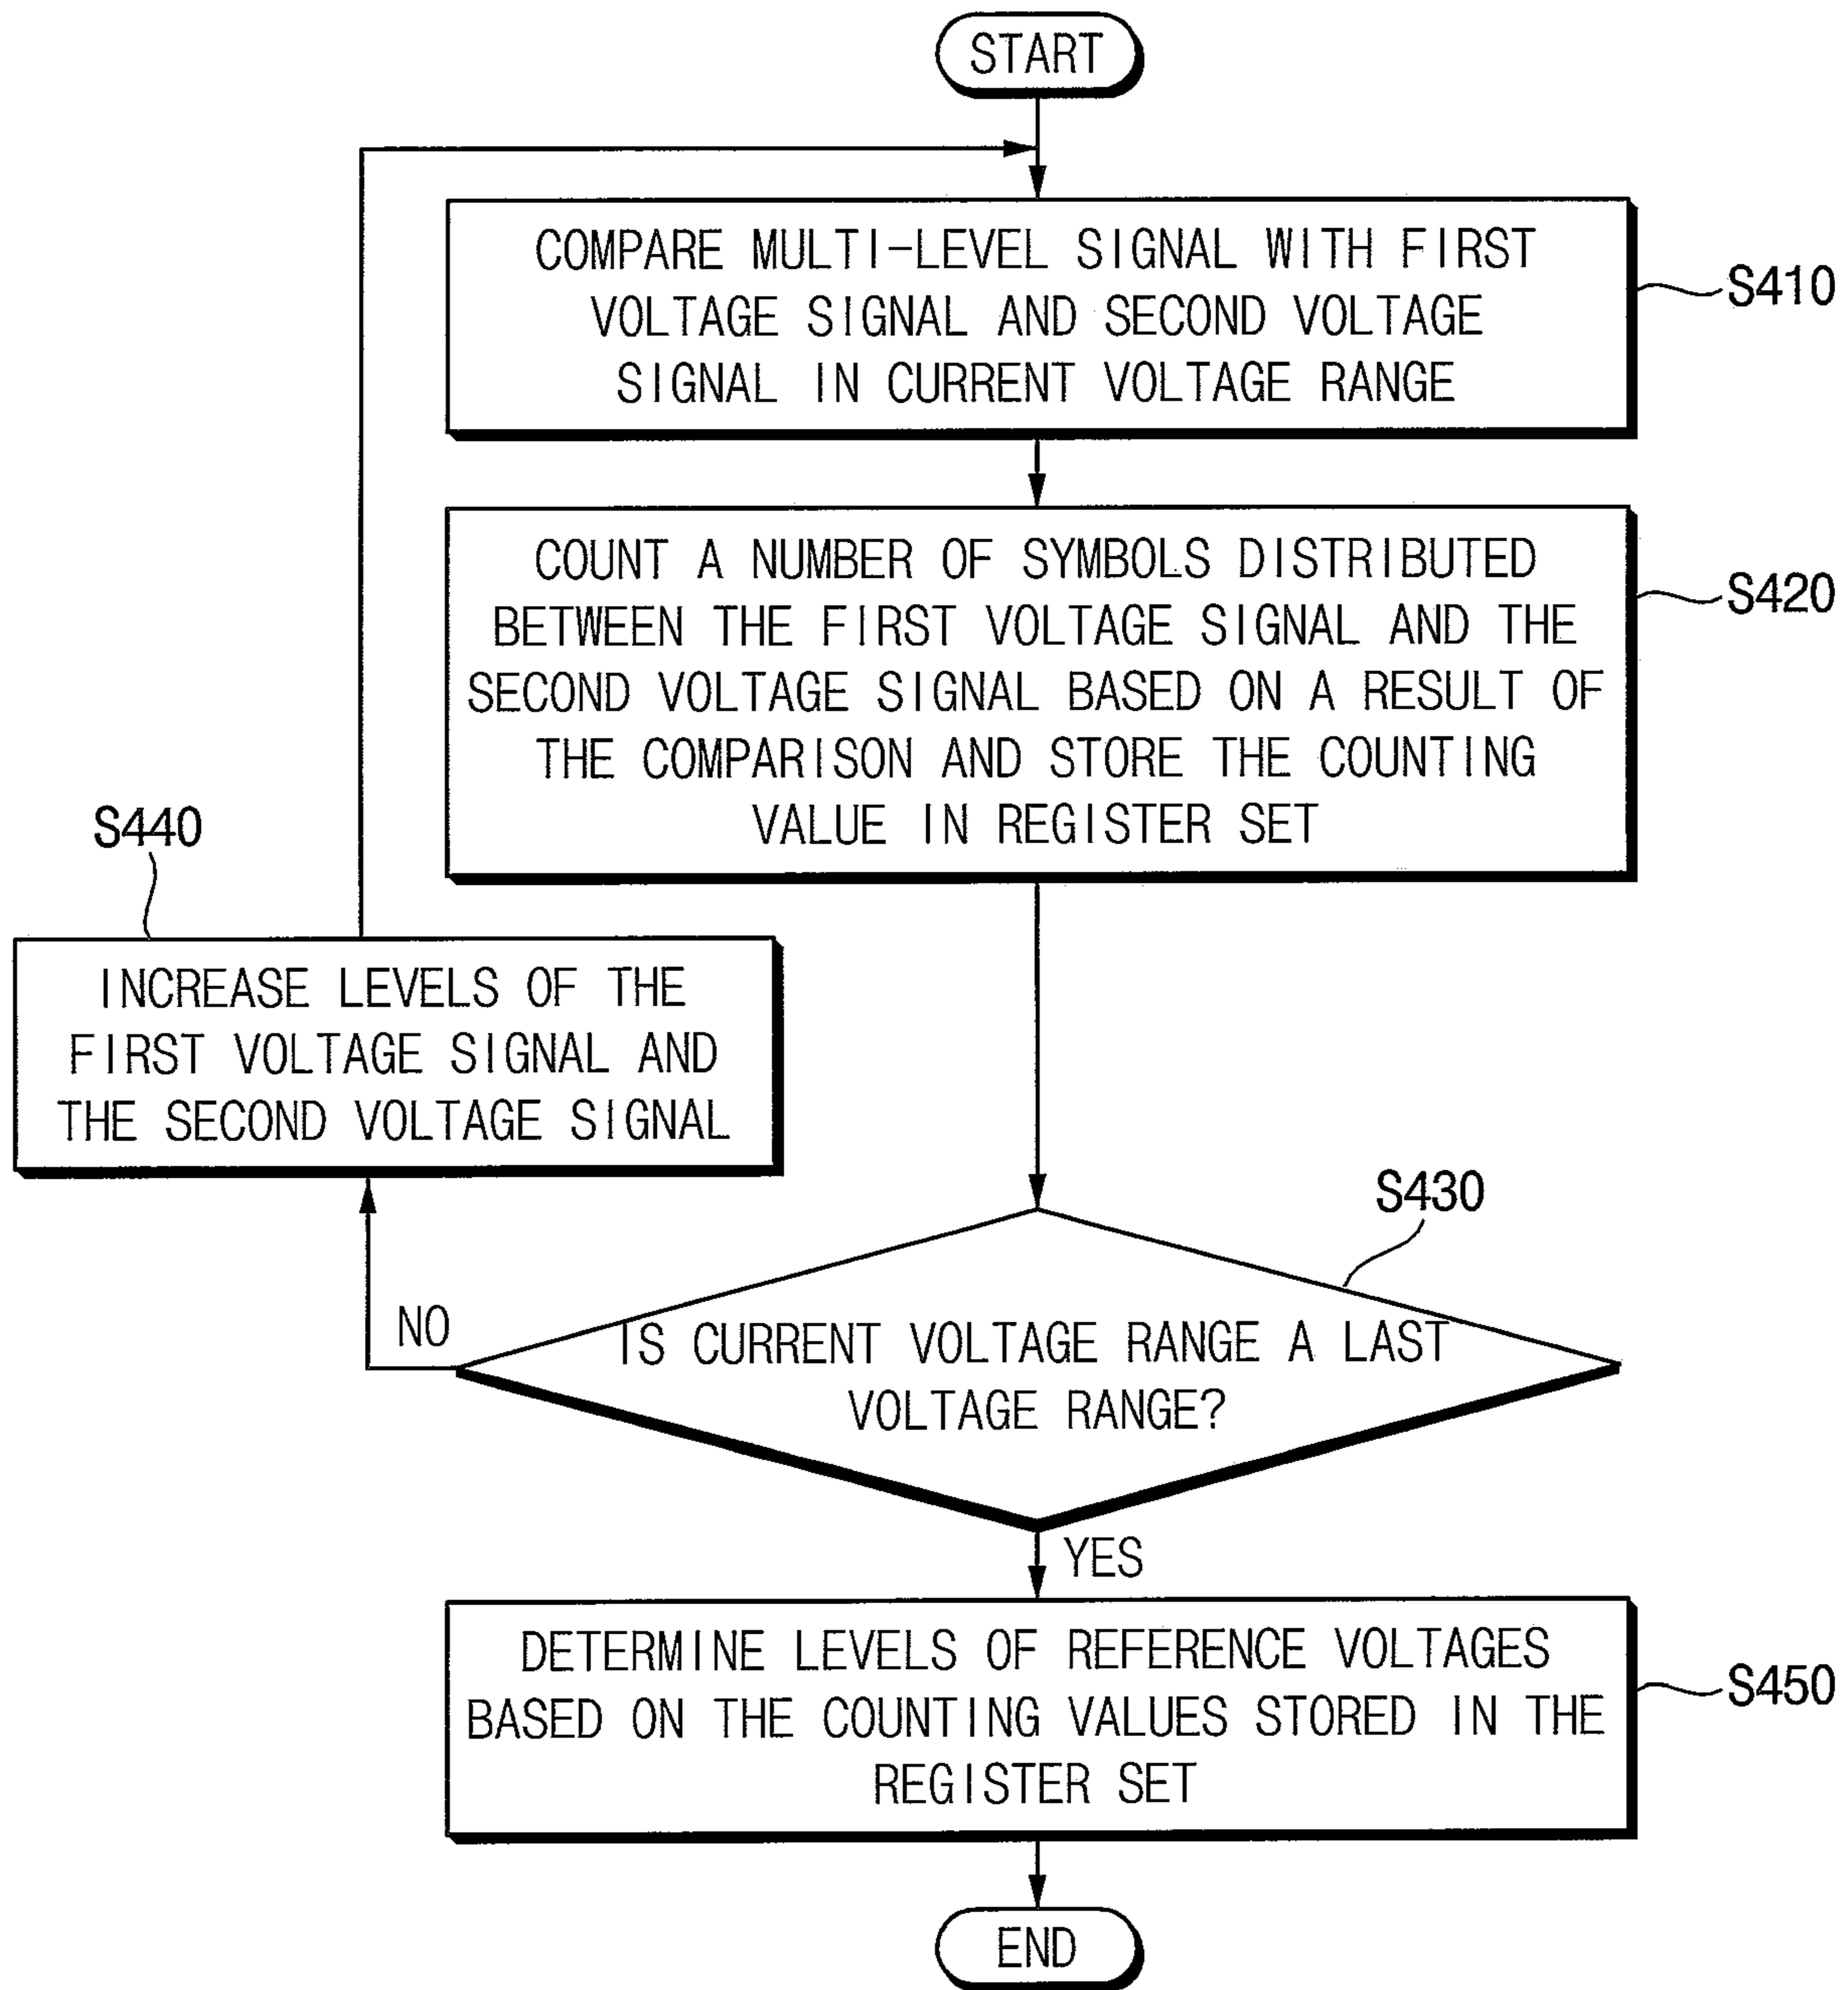 START
COMPARE MULTI-LEVEL SIGNAL WITH FIRST
VOLTAGE SIGNAL AND SECOND VOLTAGE
SIGNAL IN CURRENT VOLTAGE RANGE
S410
COUNT A NUMBER OF SYMBOLS DISTRIBUTED
BETWEEN THE FIRST VOLTAGE SIGNAL AND THE
SECOND VOLTAGE SIGNAL BASED ON A RESULT OF
THE COMPARISON AND STORE THE COUNTING
VALUE IN REGISTER SET
S420
S440
INCREASE LEVELS OF THE
FIRST VOLTAGE SIGNAL AND
THE SECOND VOLTAGE SIGNAL
S430
NO
IS CURRENT VOLTAGE RANGE A LAST
VOLTAGE RANGE?
YES
DETERMINE LEVELS OF REFERENCE VOLTAGES
BASED ON THE COUNTING VALUES STORED IN THE
REGISTER SET
S450
END